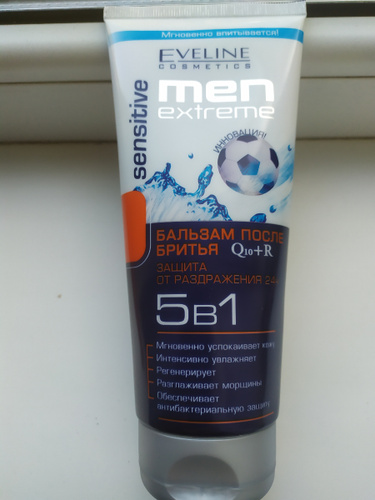 Мгновенно впитывается!
EVELINE
COSMETICS
sensitive
men
extreme
ИННОВАЦИЯ!
БАЛЬЗАМ ПОСЛЕ
БРИТЬЯ Q10+R
ЗАЩИТА
ОТ РАЗДРАЖЕНИЯ
5В1
Мгновенно успокаивает кожу
Интенсивно увлажняет
Регенерирует
Разглаживает морщины
Обеспечивает
антибактериальную защиту